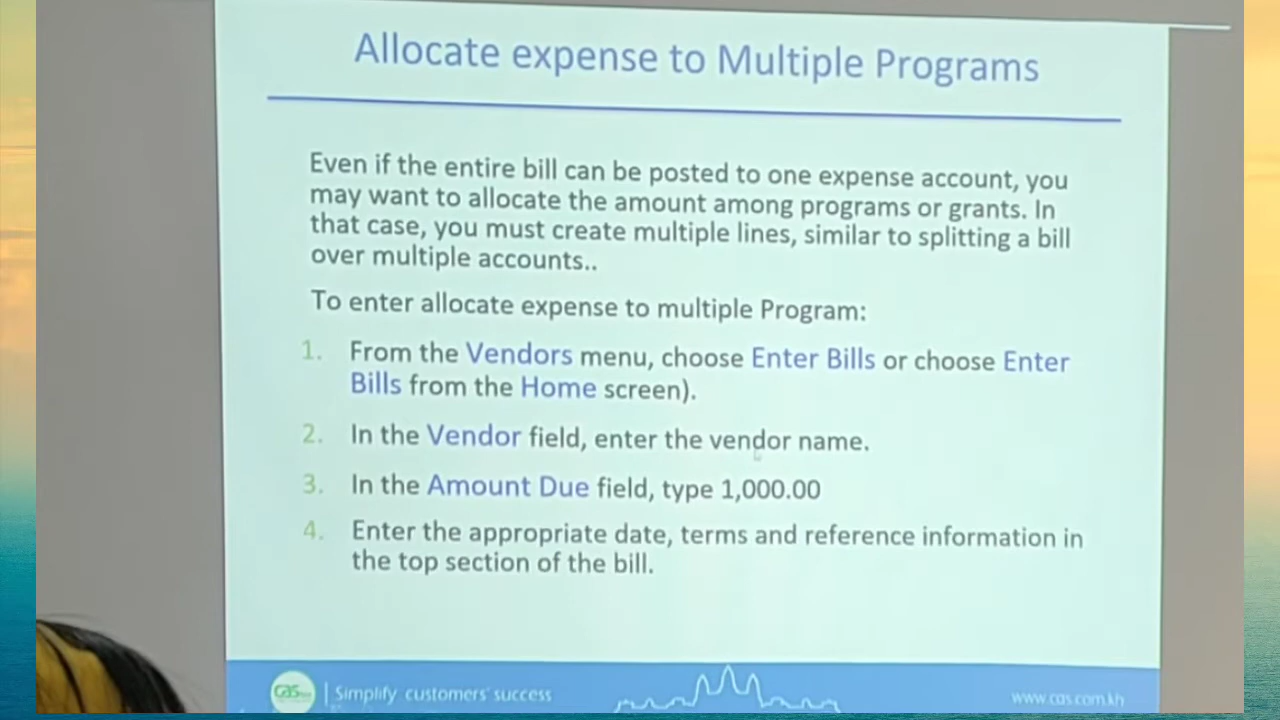 Allocate expense to Multiple Programs
Even if the entire bill can be posted to one expense account, you
may want to allocate the amount among programs or grants. In
that case, you must create multiple lines, similar to splitting a bill
over multiple accounts..
To enter allocate expense to multiple Program:
1. From the Vendors menu, choose Enter Bills or choose Enter
Bills from the Home screen).
2. In the Vendor field, enter the vendor name.
3. In the Amount Due field, type 1,000.00
4. Enter the appropriate date, terms and reference information in
the top section of the bill.
cas
Simplify customers' success
www.cas.com.kh